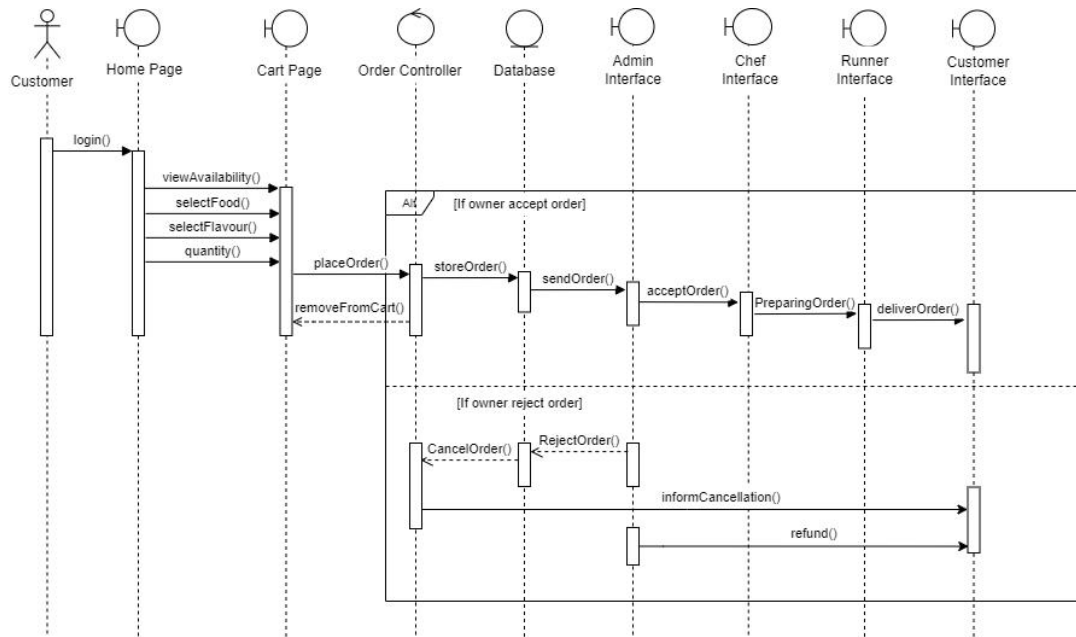 Customer
Home Page
Cart Page
Order Controller
Database
Admin
Interface
Chef
Interface
Runner
Interface
Customer
Interface
login()
viewAvailability()
selectFood()
selectFlavour()
quantity()
Alt
[If owner accept order]
placeOrder()
storeOrder()
sendOrder()
acceptOrder()
PreparingOrder()
deliverOrder()
removeFromCart()
[If owner reject order]
RejectOrder()
CancelOrder()
informCancellation()
refund()